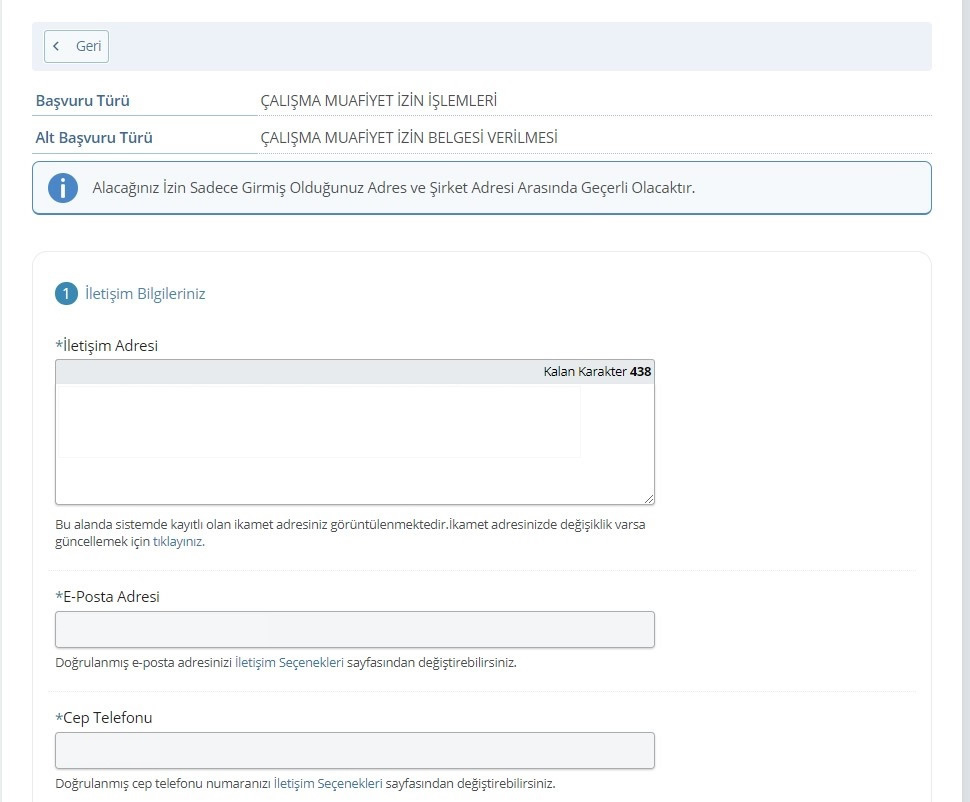 Geri
Başvuru Türü ÇALIŞMA MUAFİYET İZİN İŞLEMLERİ
Alt Başvuru Türü ÇALIŞMA MUAFİYET İZİN BELGESİ VERİLMESİ
Alacağınız İzin Sadece Girmiş Olduğunuz Adres ve Şirket Adresi Arasında Geçerli Olacaktır.
1 İletişim Bilgileriniz
*İletişim Adresi
Kalan Karakter 438
Bu alanda sistemde kayıtlı olan ikamet adresiniz görüntülenmektedir.İkamet adresinizde değişiklik varsa
güncellemek için tıklayınız.
*E-Posta Adresi
Doğrulanmış e-posta adresinizi İletişim Seçenekleri sayfasından değiştirebilirsiniz.
*Cep Telefonu
Doğrulanmış cep telefonu numaranızı İletişim Seçenekleri sayfasından değiştirebilirsiniz.